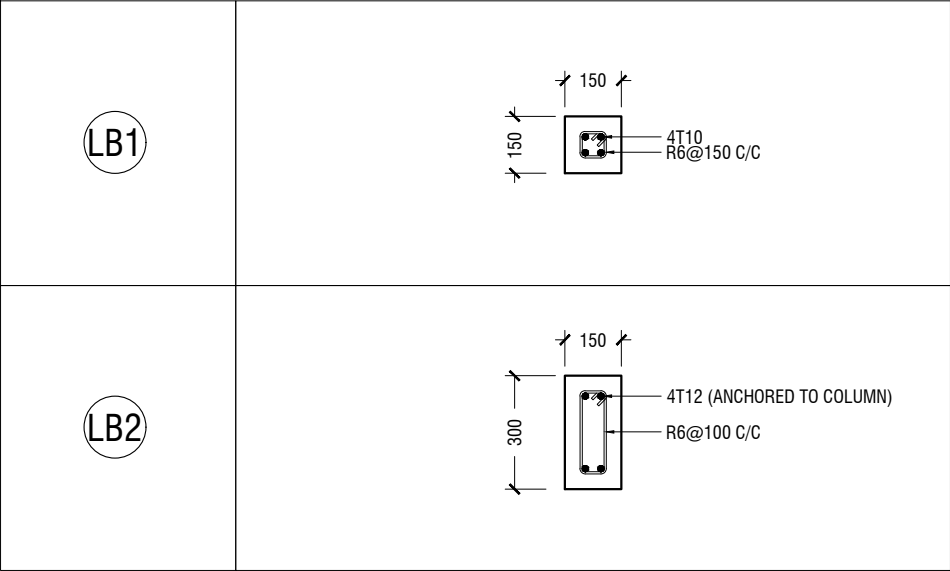 LB1
150
150
4T10
R6@150 C/C
LB2
150
300
4T12 (ANCHORED TO COLUMN)
R6@100 C/C